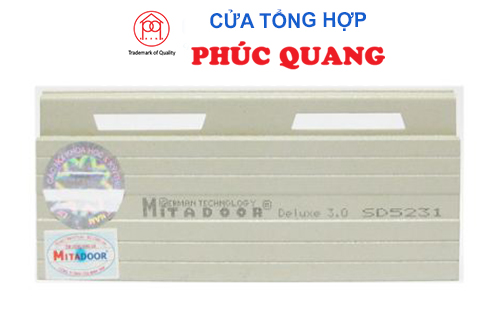 CỬA TỔNG HỢP
Trademark of Quality
PHÚC QUANG
GERMAN TECHNOLOGY ®
MITADOOR Deluxe 3.0 SD5231
MITADOOR